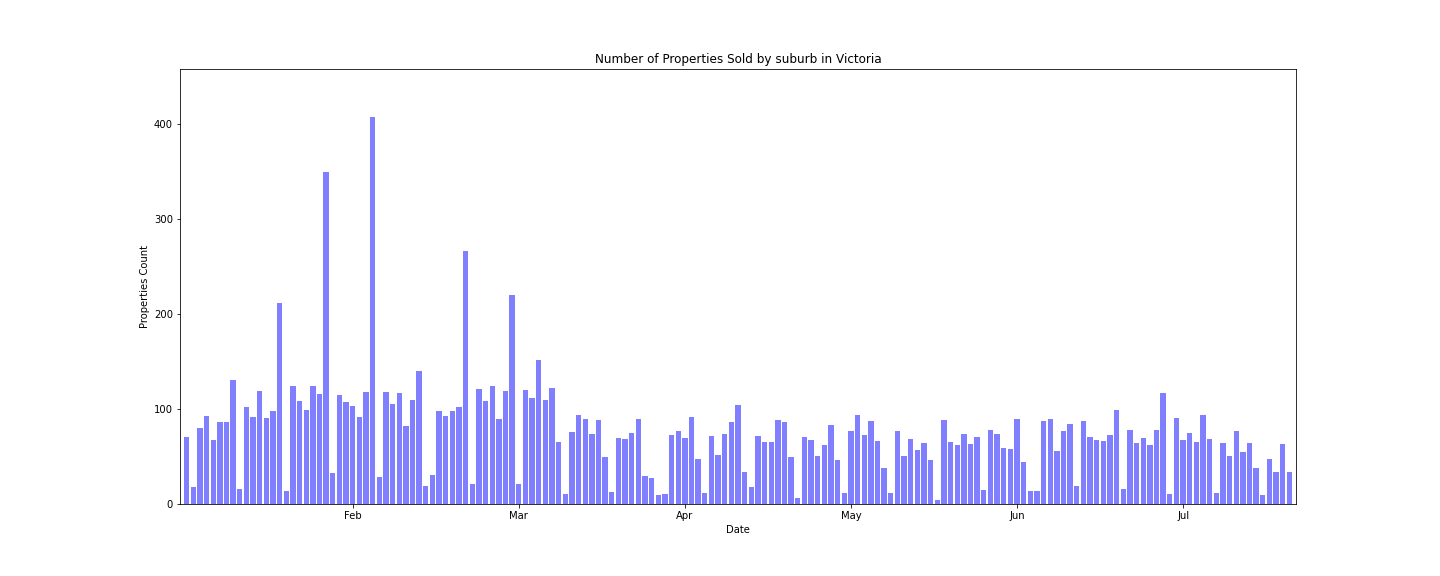 Number of Properties Sold by suburb in Victoria
400
300
200
100
0
Properties Count
Feb Mar Apr May Jun Jul
Date